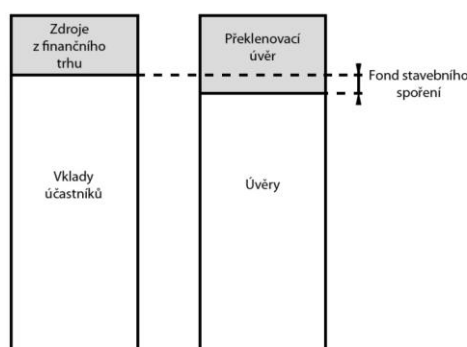 Zdroje
z finančního
trhu
Překlenovací
úvěr
Fond stavebního
spoření
Vklady
účastníků
Úvěry